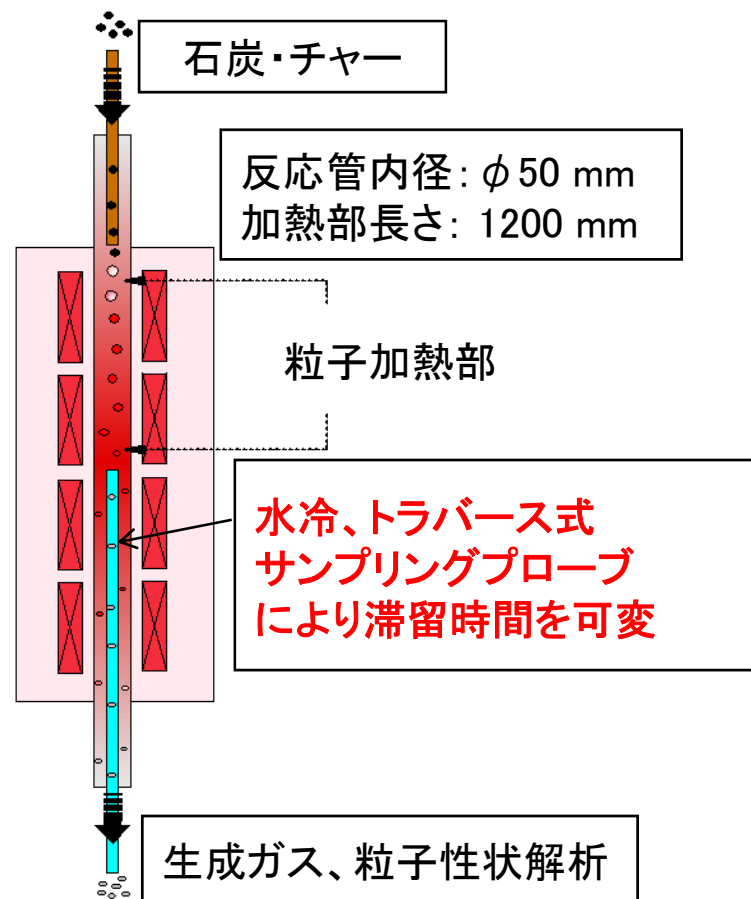 石炭・チャー
反応管内径：φ50 mm
加熱部長さ： 1200 mm
粒子加熱部
水冷、トラバース式
サンプリングプローブ
により滞留時間を可変
生成ガス、粒子性状解析